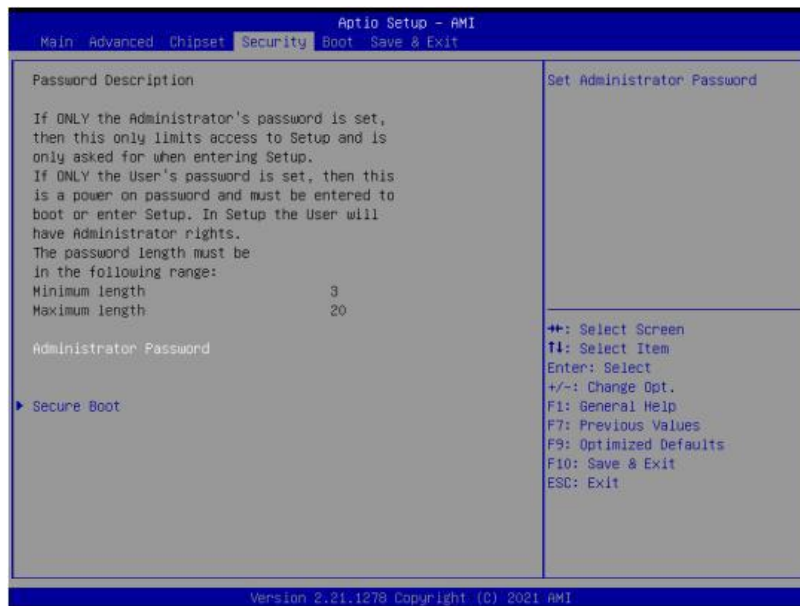 Aptio Setup - AMI
Main Advanced Chipset Security Boot Save & Exit
Password Description
If ONLY the Administrator's password is set,
then this only limits access to Setup and is
only asked for when entering Setup.
If ONLY the User's password is set, then this
is a power on password and must be entered to
boot or enter Setup. In Setup the User will
have Administrator rights.
The password length must be
in the following range:
Minimum length 3
Maximum length 20
Administrator Password
Secure Boot
Set Administrator Password
→←: Select Screen
↑↓: Select Item
Enter: Select
+/-: Change Opt.
F1: General Help
F7: Previous Values
F9: Optimized Defaults
F10: Save & Exit
ESC: Exit
Version 2.21.1278 Copyright (C) 2021 AMI